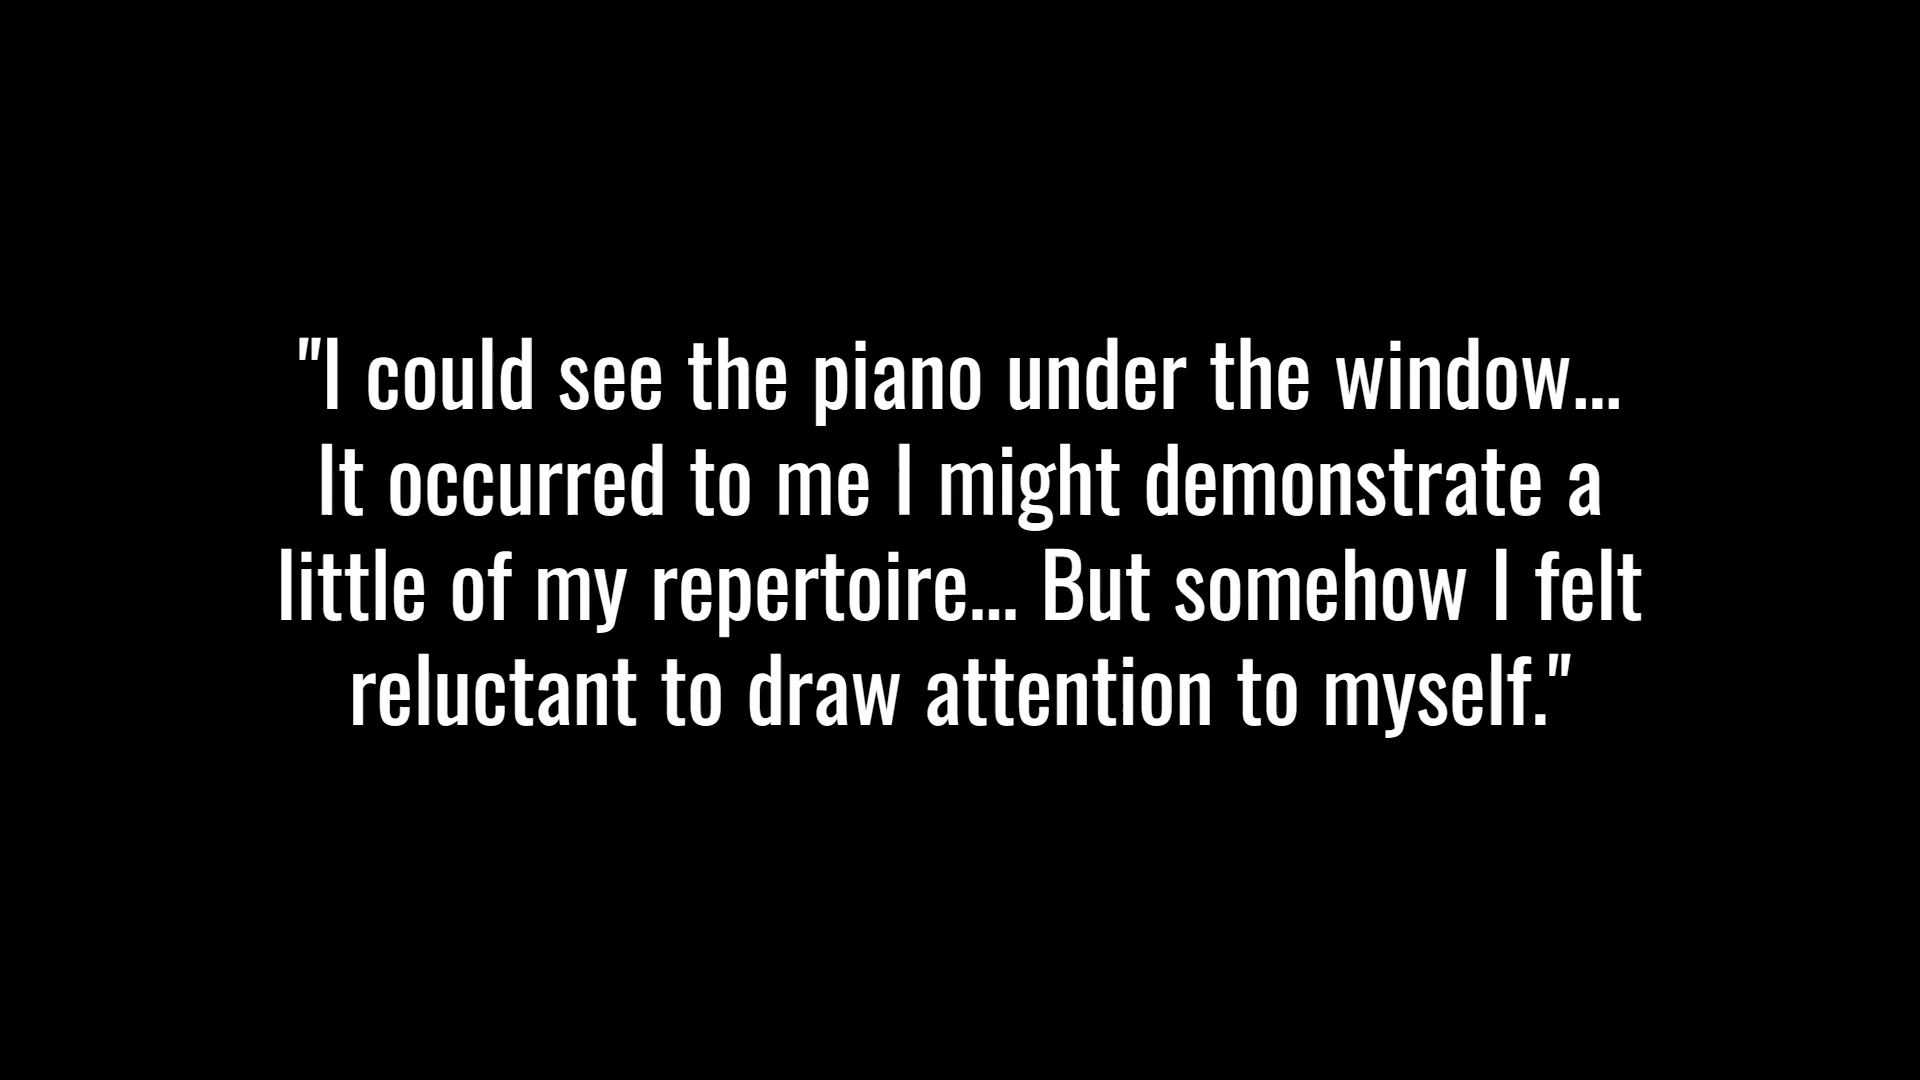 "I could see the piano under the window...
It occurred to me I might demonstrate a
little of my repertoire... But somehow I felt
reluctant to draw attention to myself."